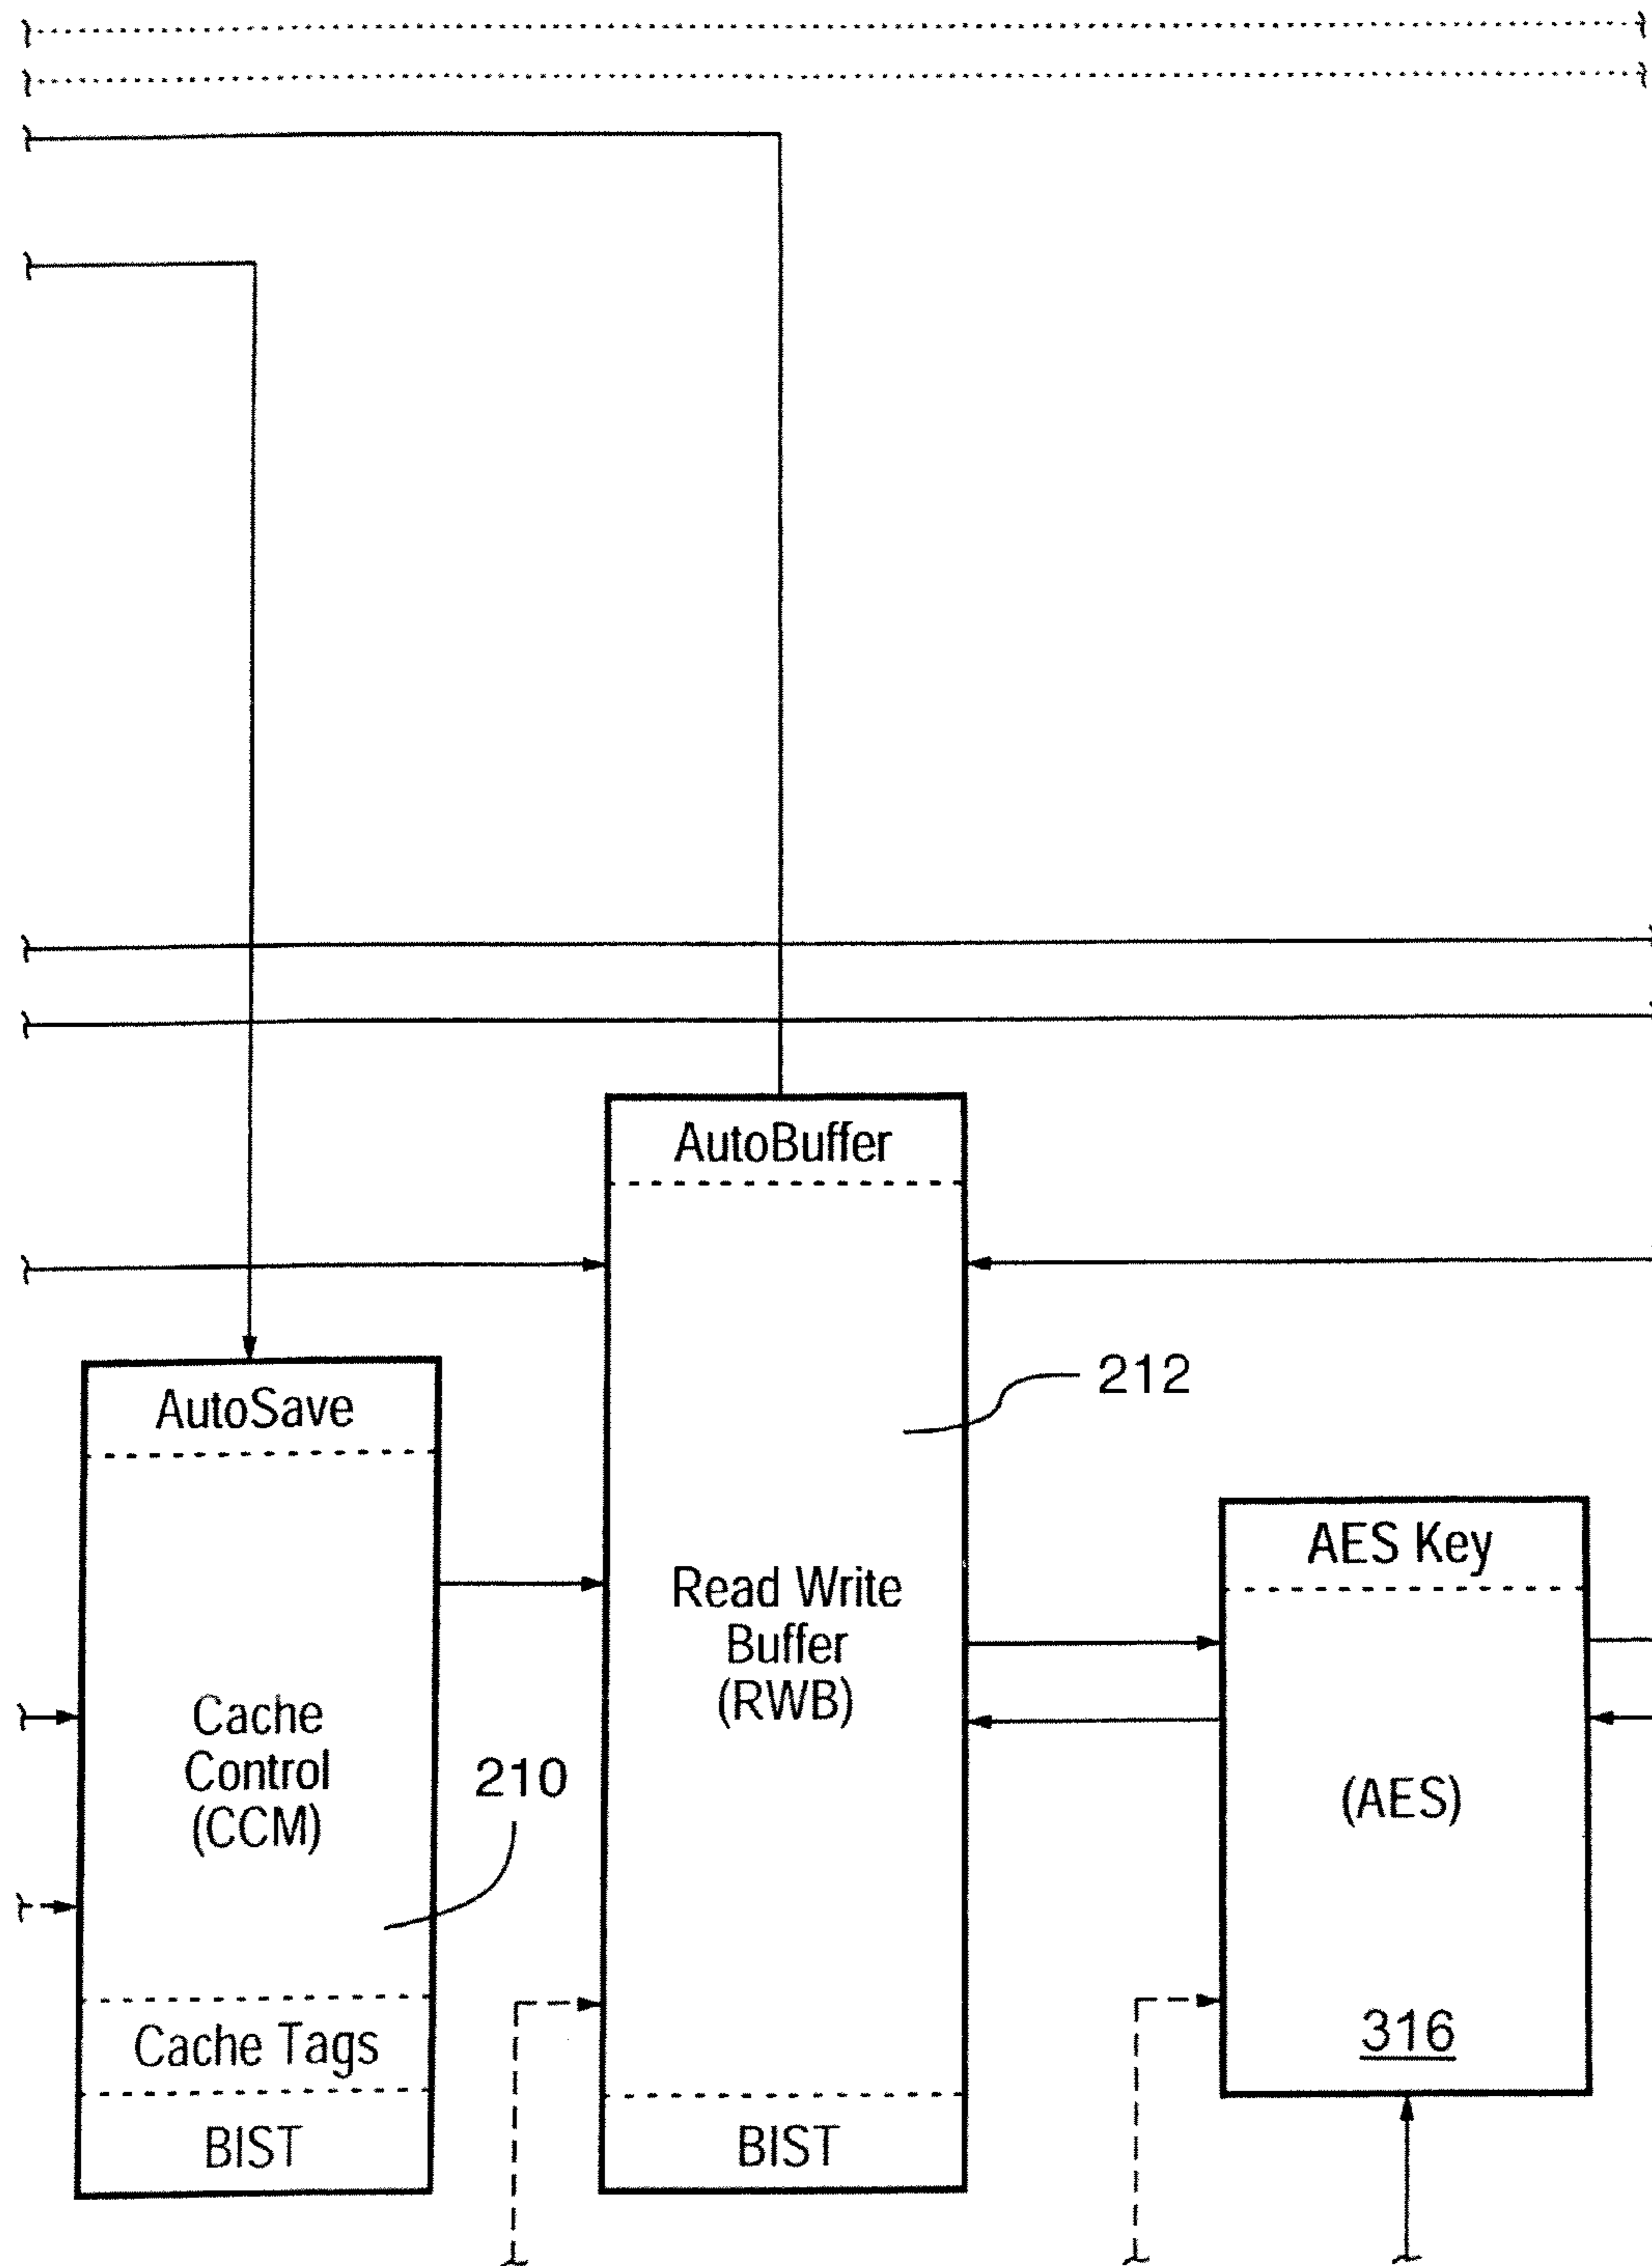 AutoBuffer
212
Read Write
Buffer
(RWB)
BIST
AutoSave
Cache
Control
(CCM)
210
Cache Tags
BIST
AES Key
(AES)
316